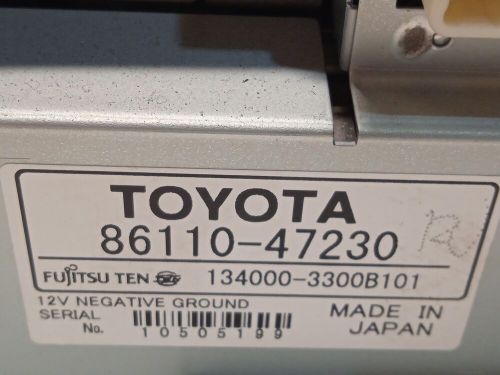 TOYOTA
86110-47230
FUJITSU TEN 134000-3300B101
12V NEGATIVE GROUND
SERIAL No. 10505199
MADE IN
JAPAN